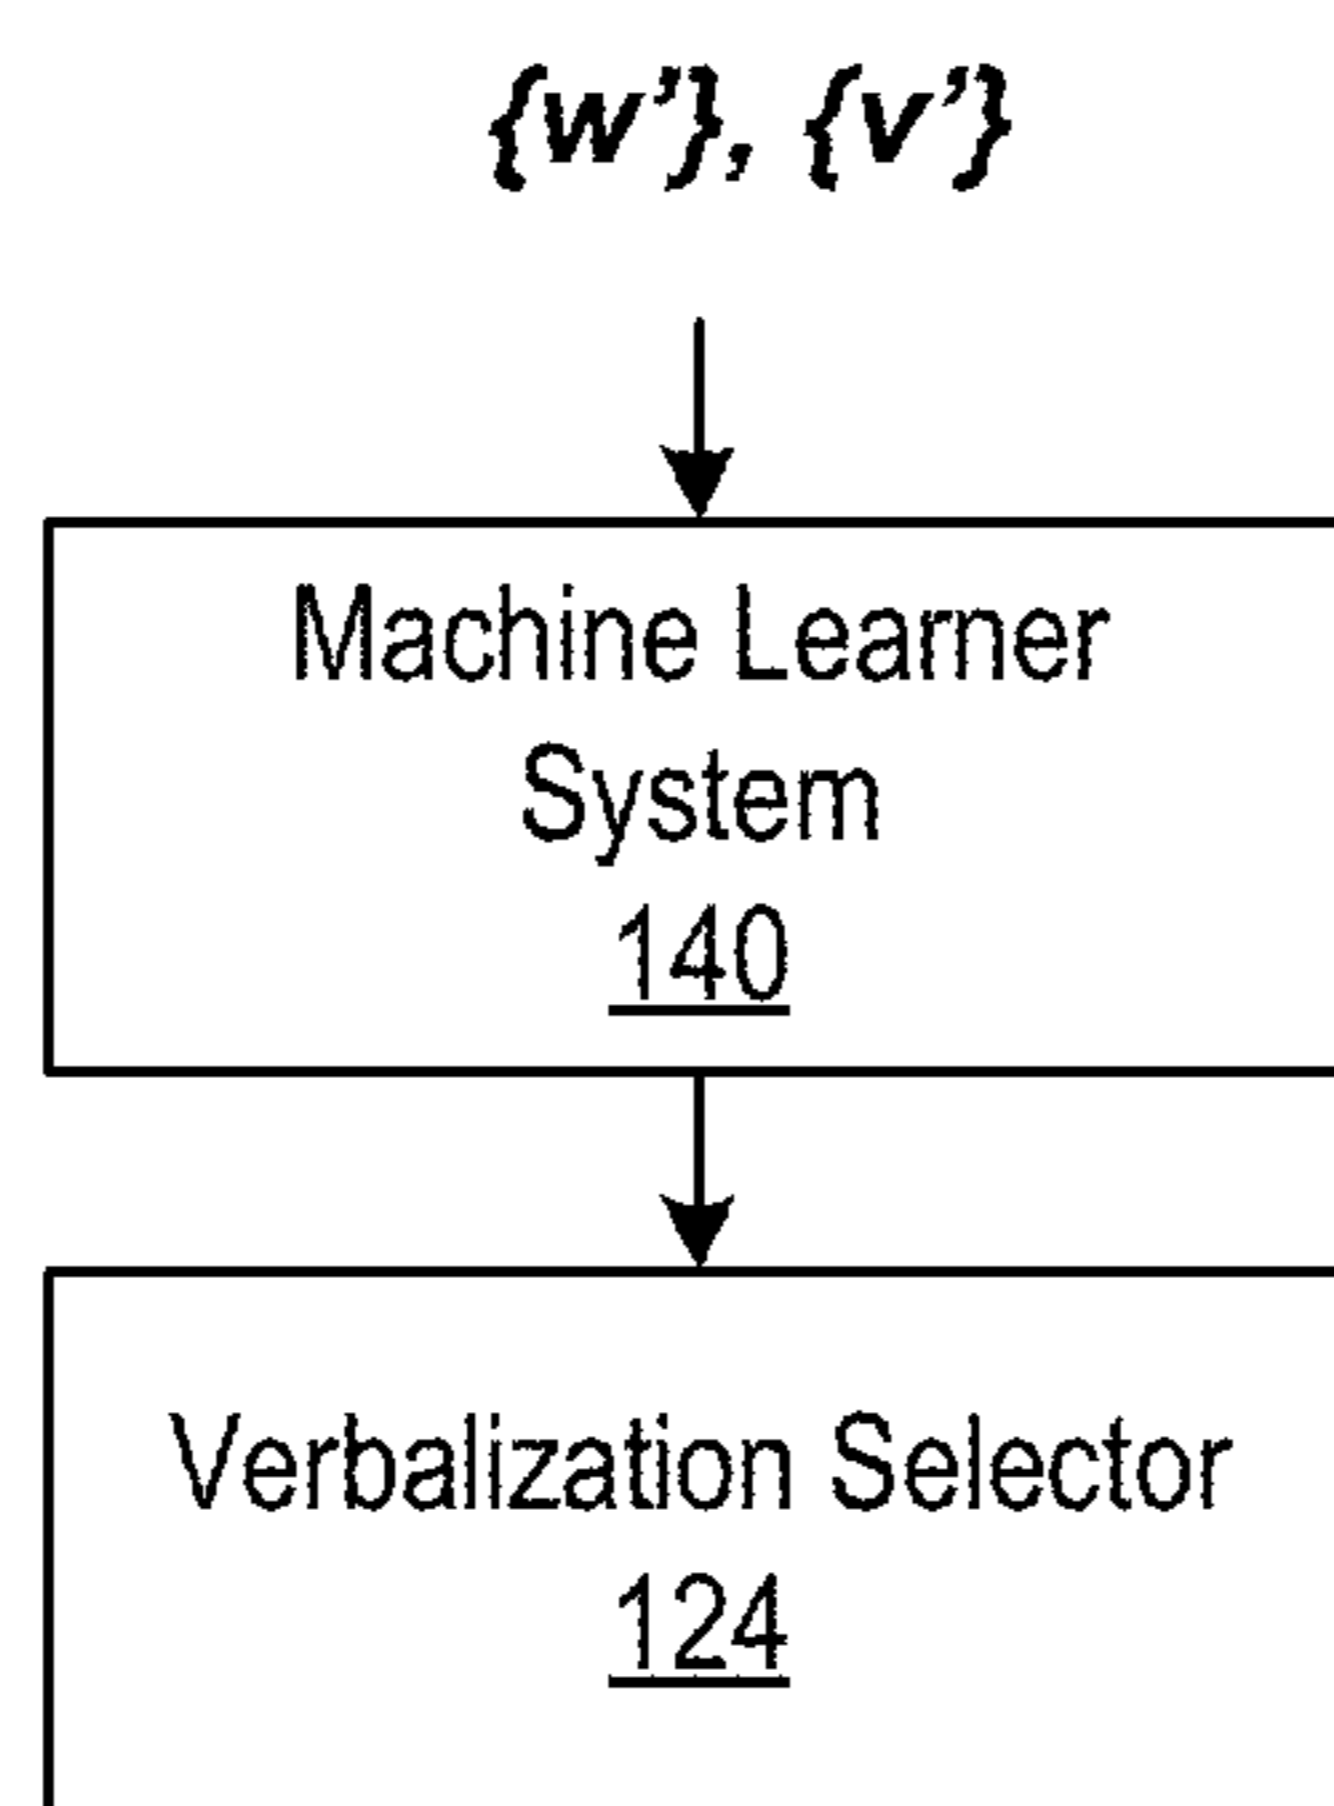 {w’}, {v’}
Machine Learner
System
140
Verbalization Selector
124